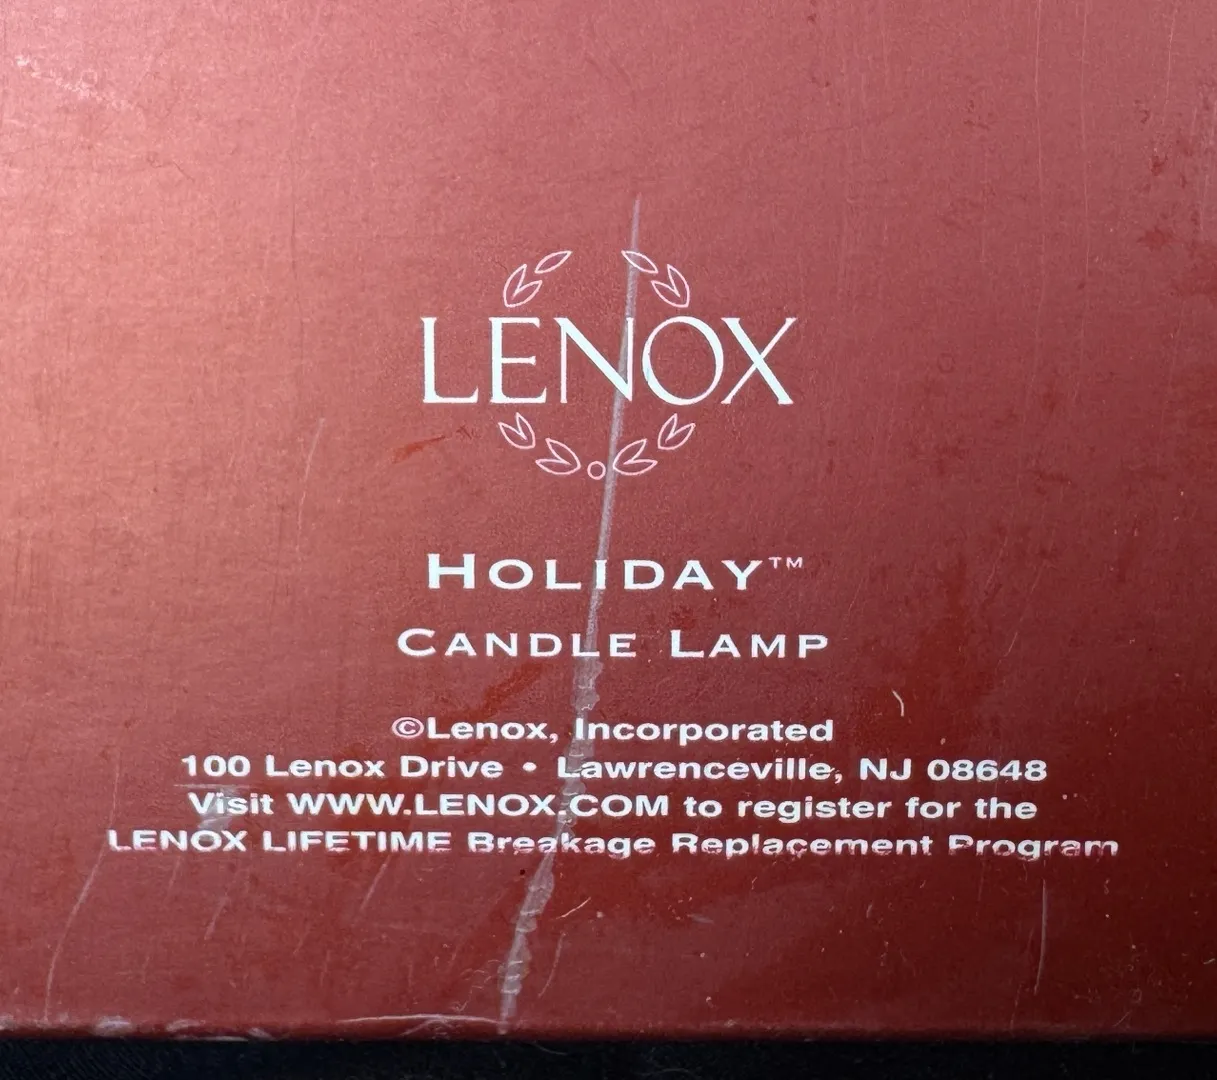 LENOX
HOLIDAY™
CANDLE LAMP
©Lenox, Incorporated
100 Lenox Drive • Lawrenceville, NJ 08648
Visit WWW.LENOX.COM to register for the
LENOX LIFETIME Breakage Replacement Program